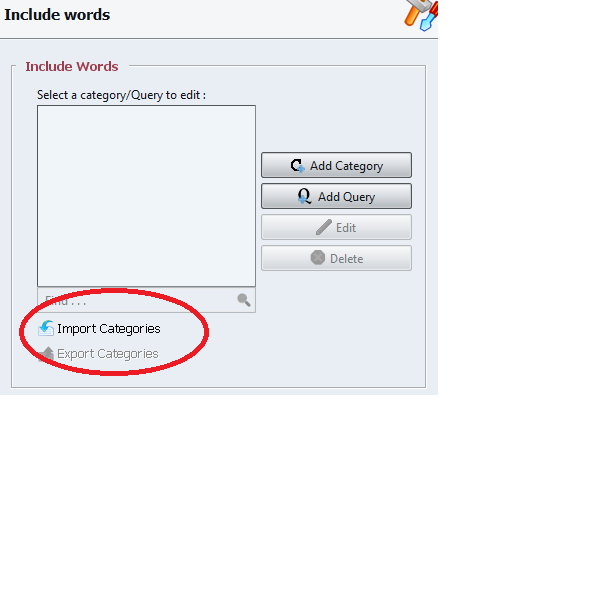 Include words
Include Words
Select a category/Query to edit :
Add Category
Add Query
Edit
Delete
Find . . .
Import Categories
Export Categories